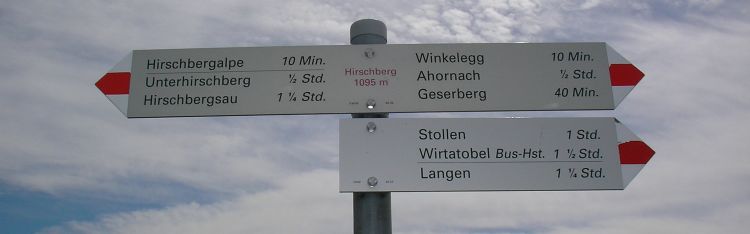 Hirschbergalpe 10 Min.
Unterhirschberg ½ Std.
Hirschbergsau 1 ¼ Std.
Hirschberg
1095 m
Winkelegg 10 Min.
Ahornach ½ Std.
Geserberg 40 Min.
Stollen 1 Std.
Wirtatobel Bus-Hst. 1 ½ Std.
Langen 1 ¼ Std.